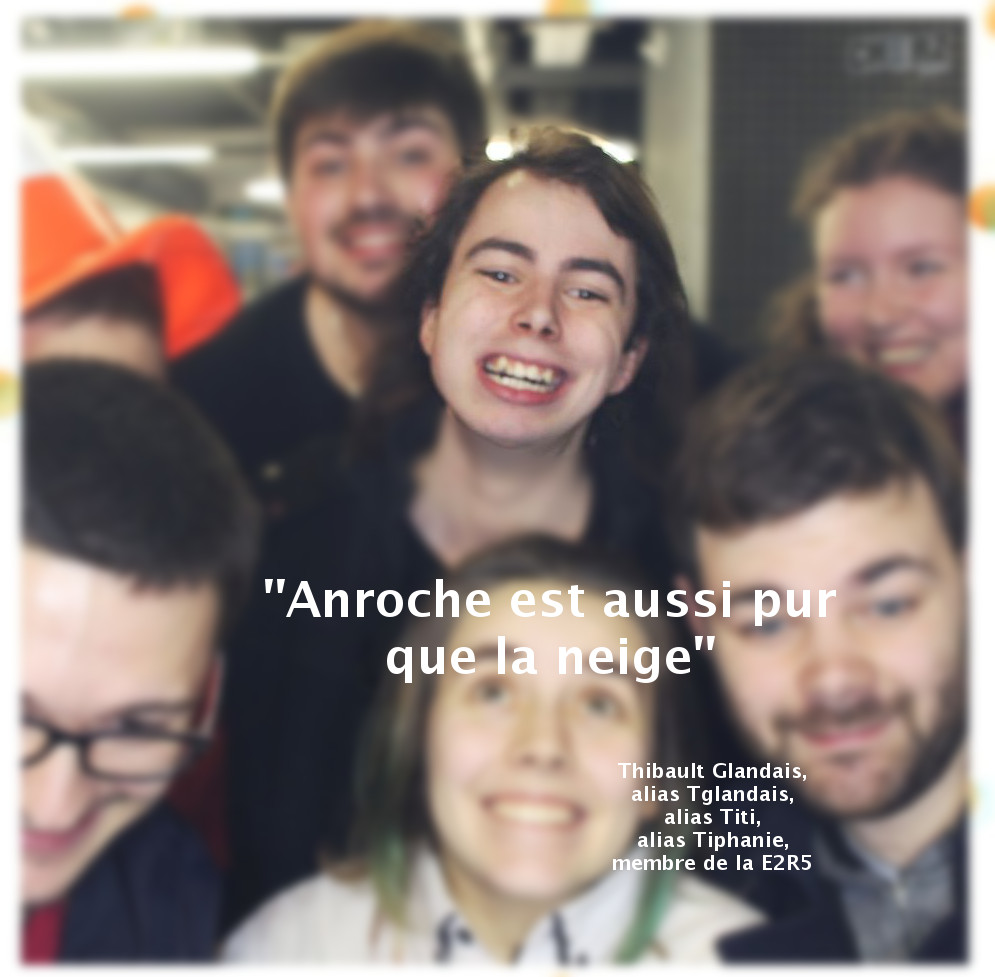 "Anroche est aussi pur
que la neige"
Thibault Glandais,
alias Tglandais,
alias Titi,
alias Tiphanie,
membre de la E2R5